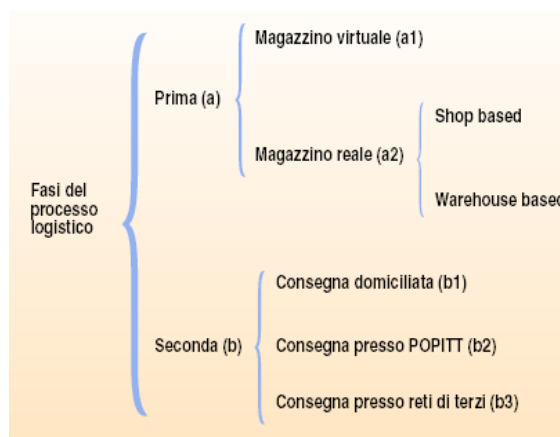 Magazzino virtuale (a1)
Prima (a)
Shop based
Magazzino reale (a2)
Warehouse based
Fasi del
processo
logistico
Consegna domiciliata (b1)
Seconda (b)
Consegna presso POPITT (b2)
Consegna presso reti di terzi (b3)